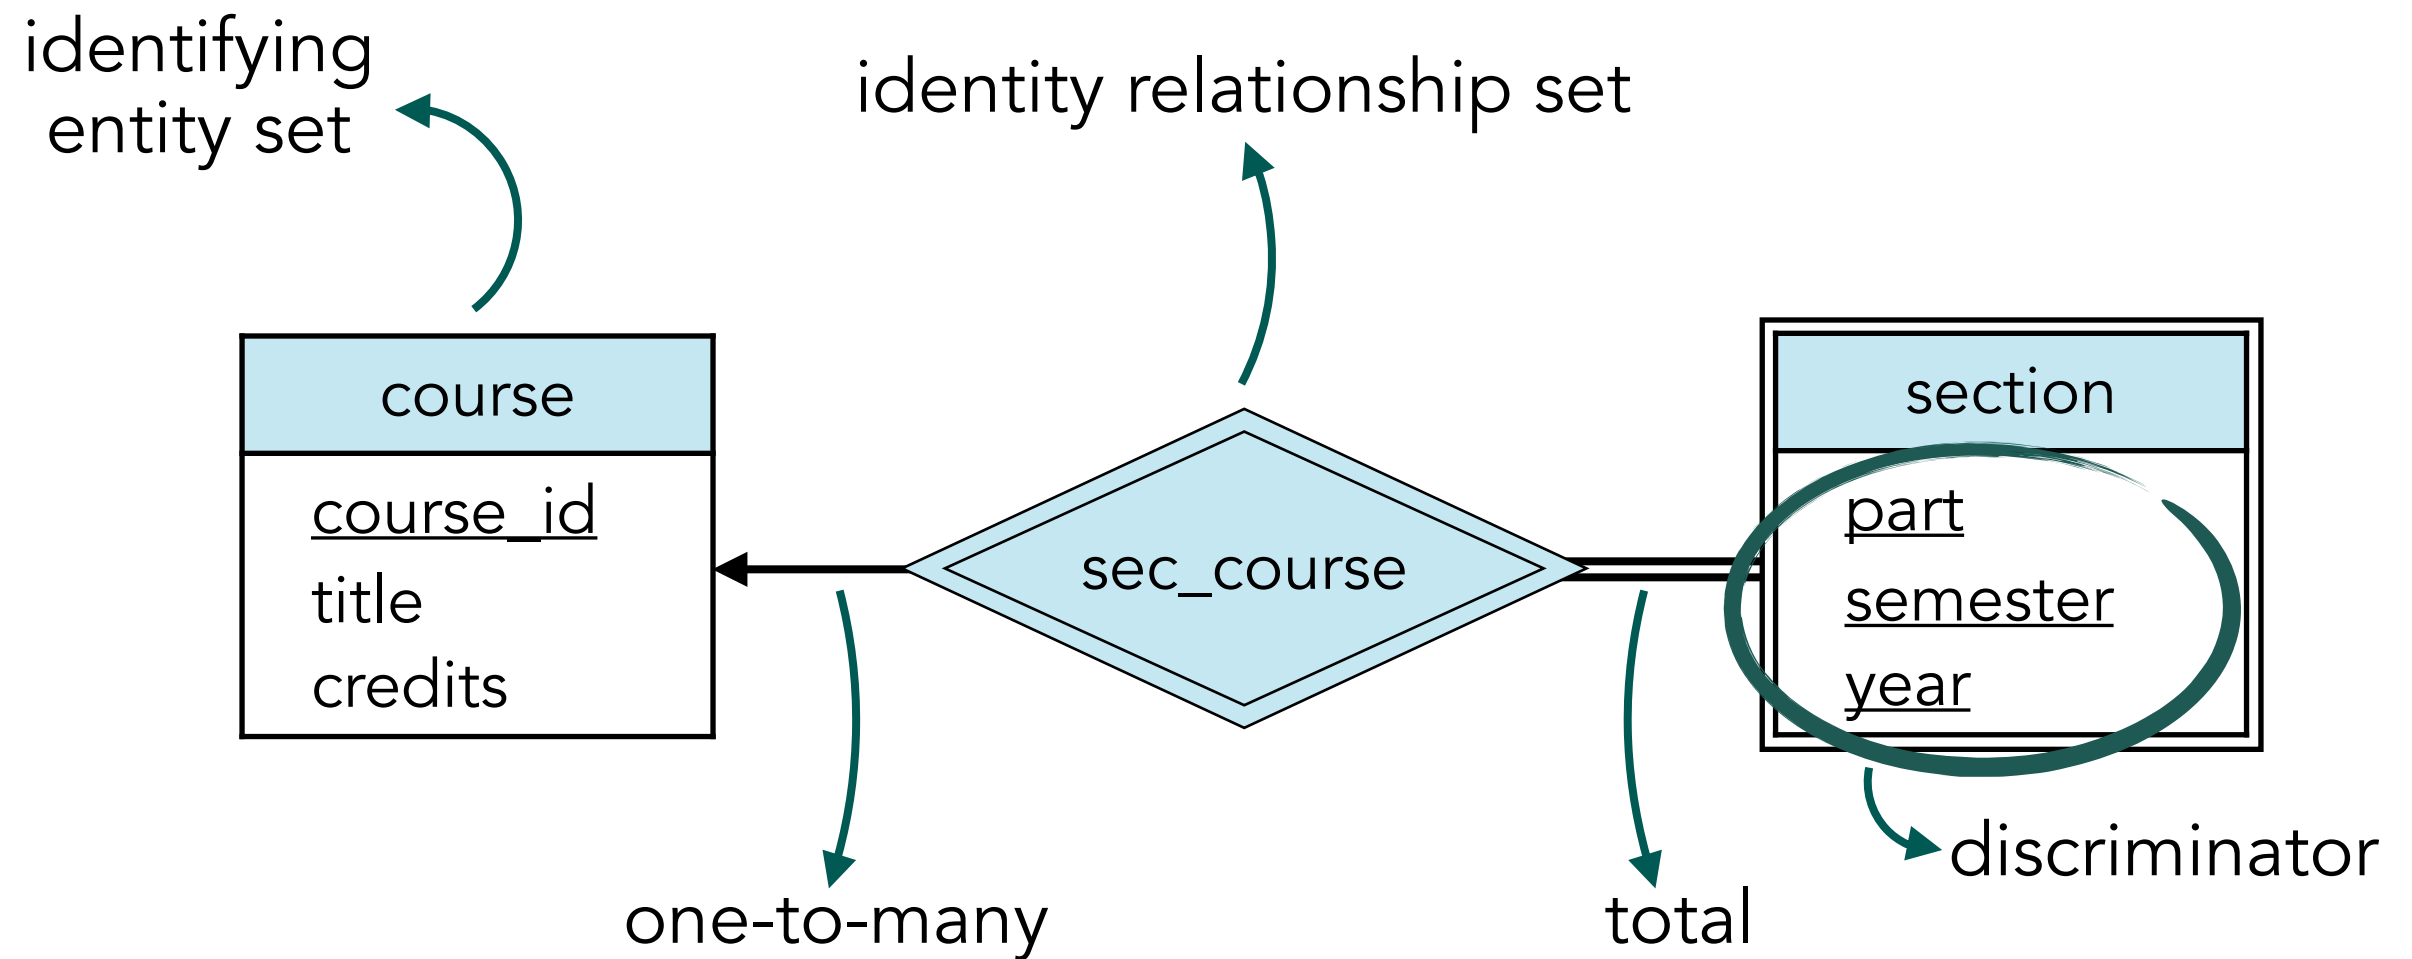 identifying
entity set
identity relationship set
course
course_id
title
credits
sec_course
section
part
semester
year
one-to-many
total
discriminator